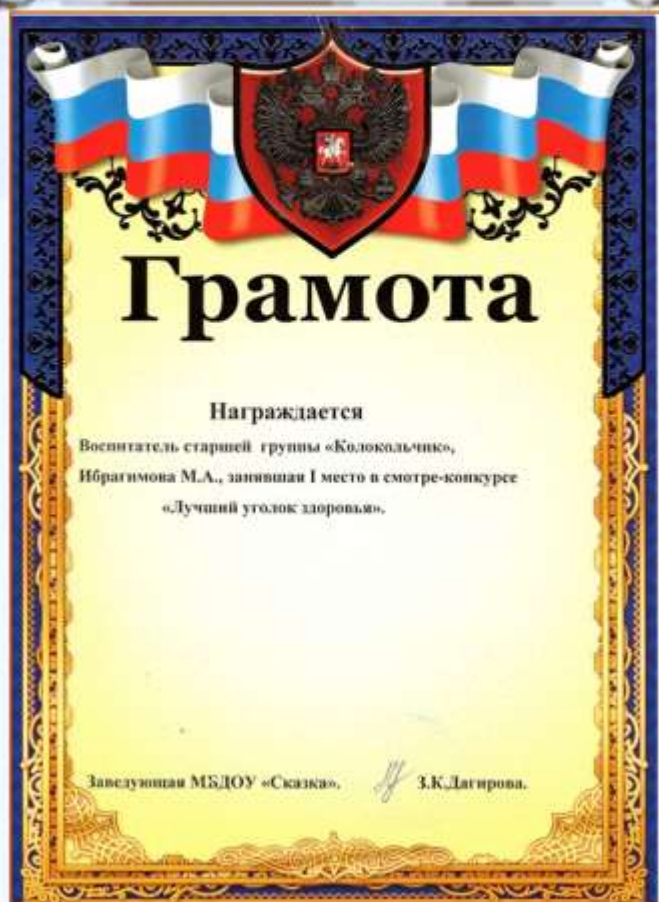 Грамота
Награждается
Воспитатель старшей группы «Колокольчик»,
Ибрагимова М.А., занявшая I место в смотре-конкурсе
«Лучший уголок здоровья».
Заведующая МБДОУ «Сказка». З.К.Дагирова.